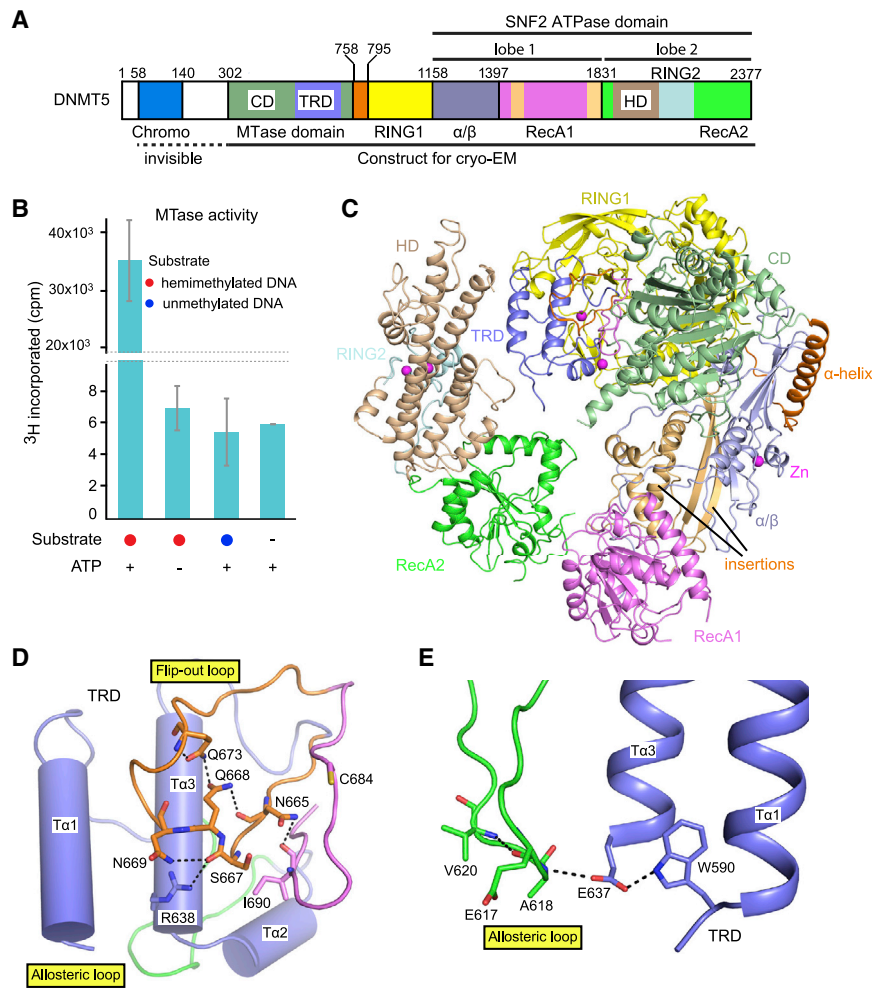 A
SNF2 ATPase domain
lobe 1 lobe 2
758 795
1 58 140 302 1158 1397 1831 RING2 2377
DNMT5 CD TRD HD
Chromo MTase domain RING1 α/β RecA1 RecA2
invisible Construct for cryo-EM
B
MTase activity
³H incorporated (cpm)
40x10³
30x10³
20x10³
8
6
4
2
0
Substrate
hemimethylated DNA
unmethylated DNA
Substrate -
ATP + - + +
C
RING1
HD
CD
TRD
RING2
α-helix
Zn
α/β
insertions
RecA2
RecA1
D
Flip-out loop
TRD
Q673
Tα3
Q668
C684
N665
Tα1
N669
S667
I690
R638
Tα2
Allosteric loop
E
Tα3
Tα1
V620
W590
E637
E617
A618
TRD
Allosteric loop